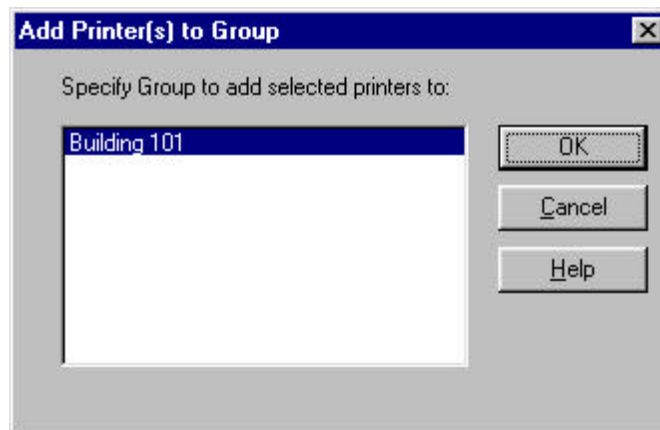 Add Printer(s) to Group
Specify Group to add selected printers to:
Building 101
OK
Cancel
Help